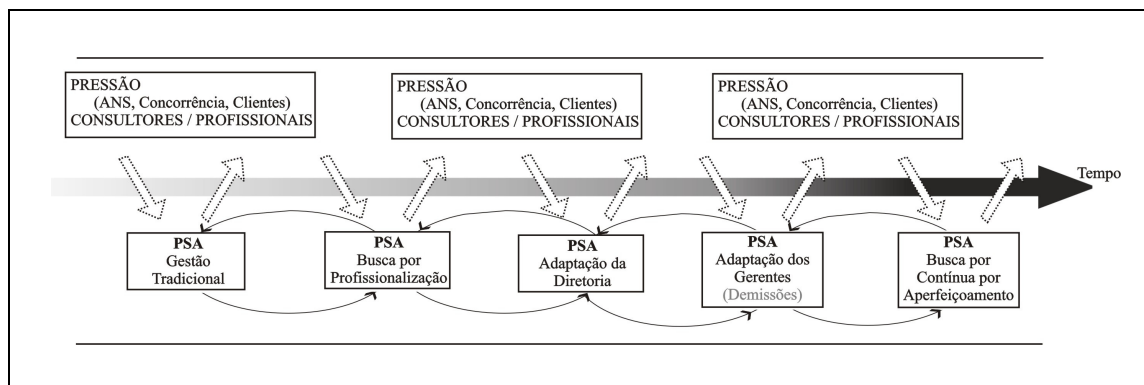 PRESSÃO
(ANS, Concorrência, Clientes)
CONSULTORES / PROFISSIONAIS
PRESSÃO
(ANS, Concorrência, Clientes)
CONSULTORES / PROFISSIONAIS
PRESSÃO
(ANS, Concorrência, Clientes)
CONSULTORES / PROFISSIONAIS
Tempo
PSA
Gestão
Tradicional
PSA
Busca por
Profissionalização
PSA
Adaptação da
Diretoria
PSA
Adaptação dos
Gerentes
(Demissões)
PSA
Busca por
Contínua por
Aperfeiçoamento